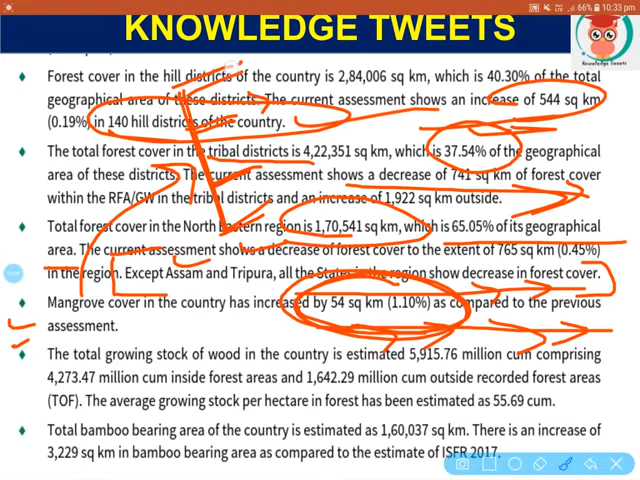 66% 10:33 pm
KNOWLEDGE TWEETS
Knowledge Tweets
Forest cover in the hill districts of the country is 2,84,006 sq km, which is 40.30% of the total
geographical area of these districts. The current assessment shows an increase of 544 sq km
(0.19%) in 140 hill districts of the country.
The total forest cover in the tribal districts is 4,22,351 sq km, which is 37.54% of the geographical
area of these districts. The current assessment shows a decrease of 741 sq km of forest cover
within the RFA/GW in the tribal districts and an increase of 1,922 sq km outside.
Total forest cover in the North Eastern region is 1,70,541 sq km, which is 65.05% of its geographical
area. The current assessment shows a decrease of forest cover to the extent of 765 sq km (0.45%)
in the region. Except Assam and Tripura, all the States in the region show decrease in forest cover.
Mangrove cover in the country has increased by 54 sq km (1.10%) as compared to the previous
assessment.
The total growing stock of wood in the country is estimated 5,915.76 million cum comprising
4,273.47 million cum inside forest areas and 1,642.29 million cum outside recorded forest areas
(TOF). The average growing stock per hectare in forest has been estimated as 55.69 cum.
Total bamboo bearing area of the country is estimated as 1,60,037 sq km. There is an increase of
3,229 sq km in bamboo bearing area as compared to the estimate of ISFR 2017.